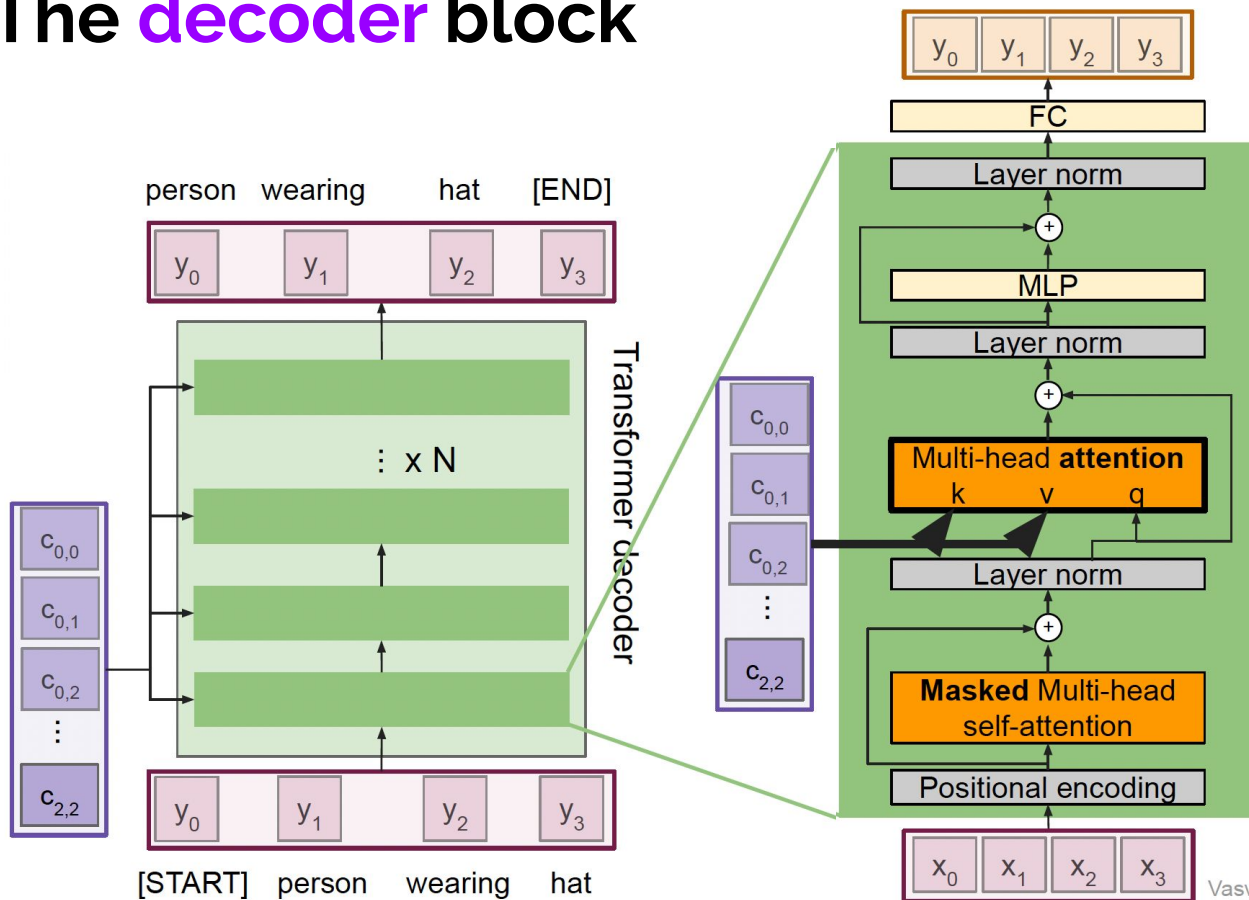 The decoder block
person wearing hat [END]
y0 y1 y2 y3
Transformer decoder
⋮ x N
c0,0
c0,1
c0,2
⋮
c2,2
y0 y1 y2 y3
[START] person wearing hat
y0 y1 y2 y3
FC
Layer norm
+
MLP
Layer norm
+
Multi-head attention
k v q
c0,0
c0,1
c0,2
⋮
c2,2
Layer norm
+
Masked Multi-head
self-attention
Positional encoding
x0 x1 x2 x3